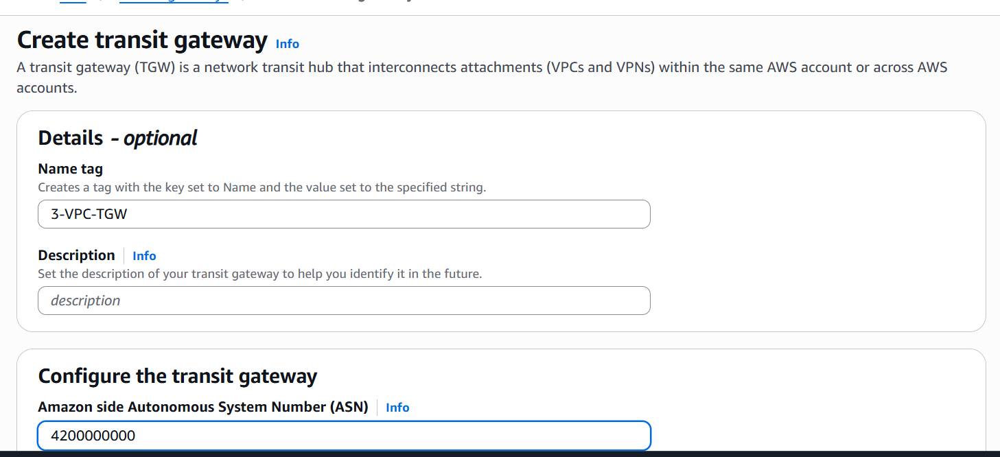 Create transit gateway Info
A transit gateway (TGW) is a network transit hub that interconnects attachments (VPCs and VPNs) within the same AWS account or across AWS
accounts.
Details - optional
Name tag
Creates a tag with the key set to Name and the value set to the specified string.
3-VPC-TGW
Description Info
Set the description of your transit gateway to help you identify it in the future.
description
Configure the transit gateway
Amazon side Autonomous System Number (ASN) Info
4200000000